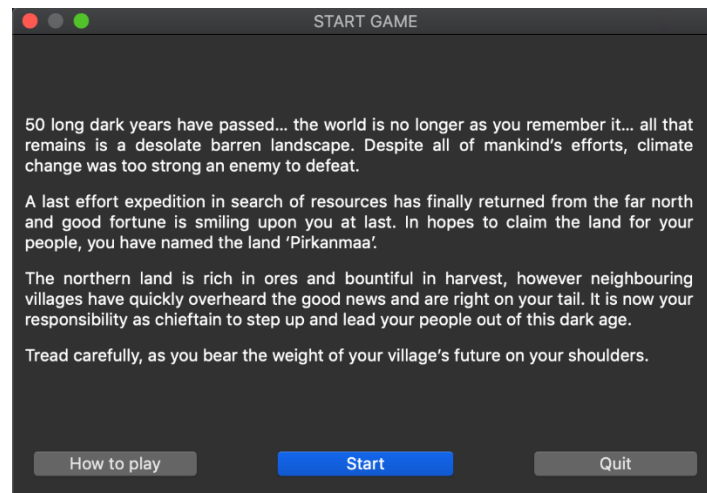 START GAME
50 long dark years have passed... the world is no longer as you remember it... all that
remains is a desolate barren landscape. Despite all of mankind's efforts, climate
change was too strong an enemy to defeat.
A last effort expedition in search of resources has finally returned from the far north
and good fortune is smiling upon you at last. In hopes to claim the land for your
people, you have named the land 'Pirkanmaa'.
The northern land is rich in ores and bountiful in harvest, however neighbouring
villages have quickly overheard the good news and are right on your tail. It is now your
responsibility as chieftain to step up and lead your people out of this dark age.
Tread carefully, as you bear the weight of your village's future on your shoulders.
How to play Start Quit